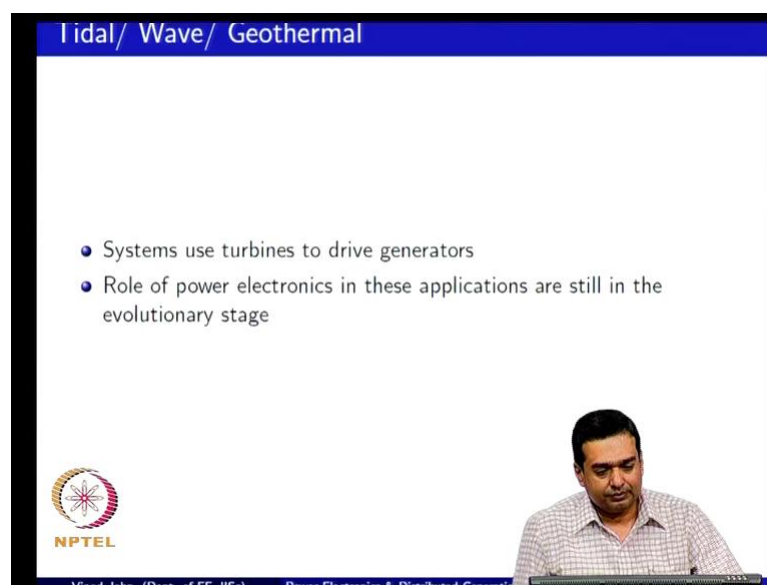 Tidal/ Wave/ Geothermal
Systems use turbines to drive generators
Role of power electronics in these applications are still in the
evolutionary stage
NPTEL
Power Electronics & Distributed Generation